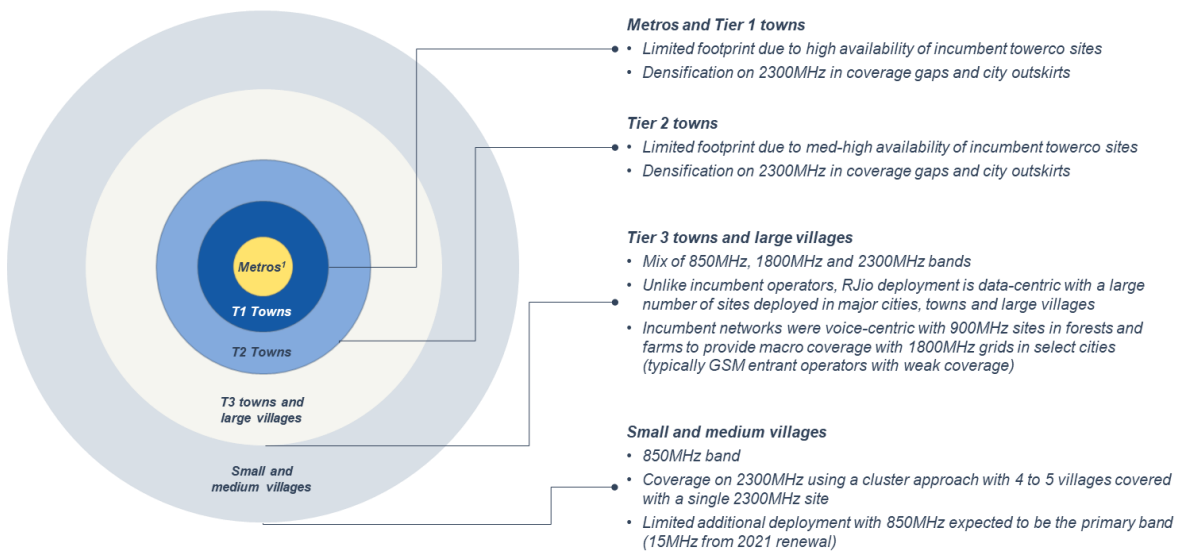 Metros¹
T1 Towns
T2 Towns
T3 towns and
large villages
Small and
medium villages
Metros and Tier 1 towns
• Limited footprint due to high availability of incumbent towerco sites
• Densification on 2300MHz in coverage gaps and city outskirts
Tier 2 towns
• Limited footprint due to med-high availability of incumbent towerco sites
• Densification on 2300MHz in coverage gaps and city outskirts
Tier 3 towns and large villages
• Mix of 850MHz, 1800MHz and 2300MHz bands
• Unlike incumbent operators, RJio deployment is data-centric with a large
number of sites deployed in major cities, towns and large villages
• Incumbent networks were voice-centric with 900MHz sites in forests and
farms to provide macro coverage with 1800MHz grids in select cities
(typically GSM entrant operators with weak coverage)
Small and medium villages
• 850MHz band
• Coverage on 2300MHz using a cluster approach with 4 to 5 villages covered
with a single 2300MHz site
• Limited additional deployment with 850MHz expected to be the primary band
(15MHz from 2021 renewal)